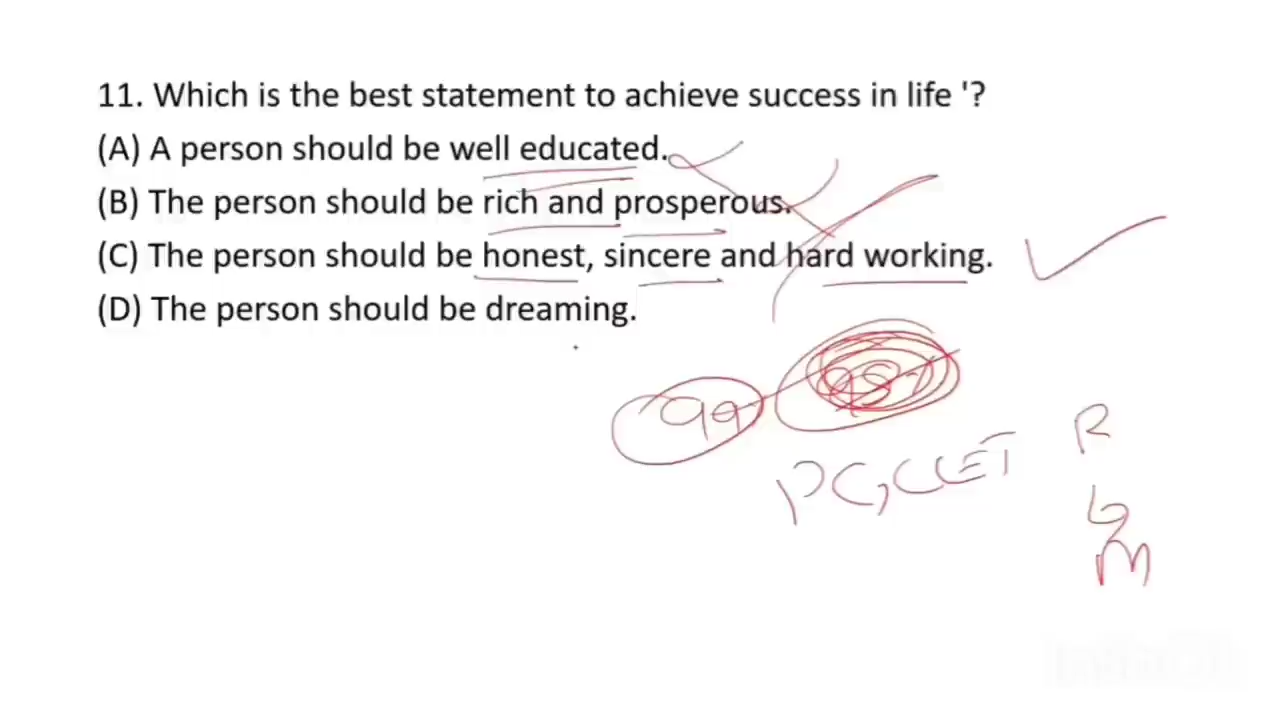 11. Which is the best statement to achieve success in life '?
(A) A person should be well educated.
(B) The person should be rich and prosperous.
(C) The person should be honest, sincere and hard working.
(D) The person should be dreaming.
99
PG,CLET
R
M